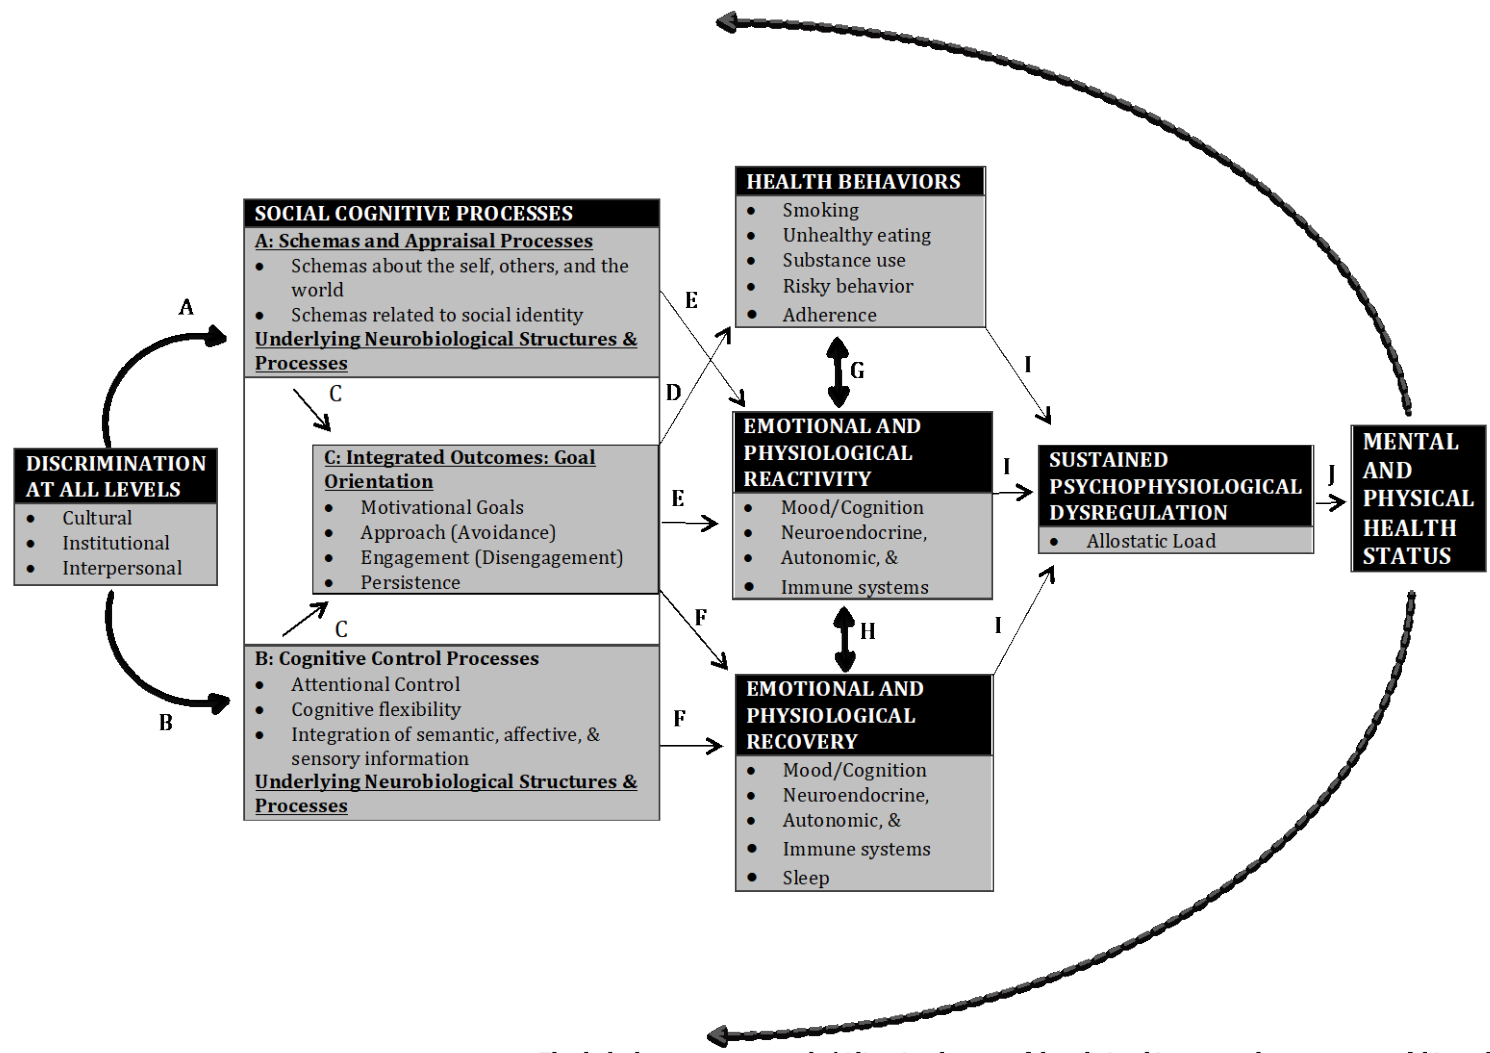 HEALTH BEHAVIORS
• Smoking
• Unhealthy eating
• Substance use
• Risky behavior
• Adherence
SOCIAL COGNITIVE PROCESSES
A: Schemas and Appraisal Processes
• Schemas about the self, others, and the
world
• Schemas related to social identity
Underlying Neurobiological Structures &
Processes
A
E
D
G
I
C
C: Integrated Outcomes: Goal
Orientation
• Motivational Goals
• Approach (Avoidance)
• Engagement (Disengagement)
• Persistence
C
DISCRIMINATION
AT ALL LEVELS
• Cultural
• Institutional
• Interpersonal
B
B: Cognitive Control Processes
• Attentional Control
• Cognitive flexibility
• Integration of semantic, affective, &
sensory information
Underlying Neurobiological Structures &
Processes
E
F
F
EMOTIONAL AND
PHYSIOLOGICAL
REACTIVITY
• Mood/Cognition
• Neuroendocrine,
• Autonomic, &
• Immune systems
H
I
I
EMOTIONAL AND
PHYSIOLOGICAL
RECOVERY
• Mood/Cognition
• Neuroendocrine,
• Autonomic, &
• Immune systems
• Sleep
SUSTAINED
PSYCHOPHYSIOLOGICAL
DYSREGULATION
• Allostatic Load
J
MENTAL
AND
PHYSICAL
HEALTH
STATUS